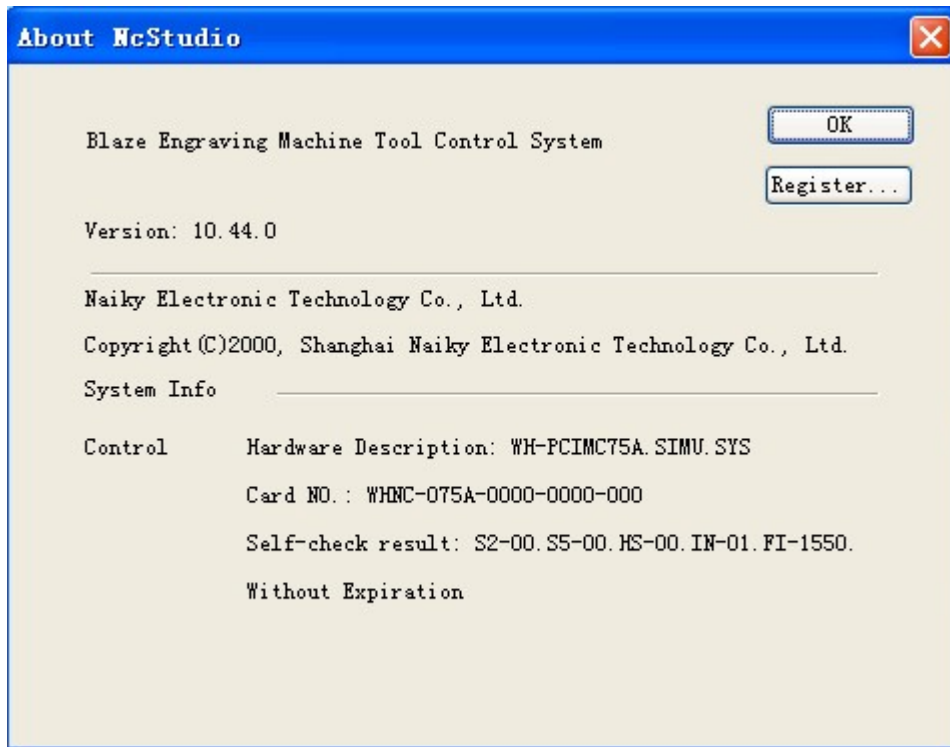 About NcStudio
OK
Blaze Engraving Machine Tool Control System
Register...
Version: 10.44.0
Naiky Electronic Technology Co., Ltd.
Copyright(C)2000, Shanghai Naiky Electronic Technology Co., Ltd.
System Info
Control Hardware Description: WH-PCIMC75A.SIMU.SYS
Card NO.: WHNC-075A-0000-0000-000
Self-check result: S2-00.S5-00.HS-00.IN-01.FI-1550.
Without Expiration